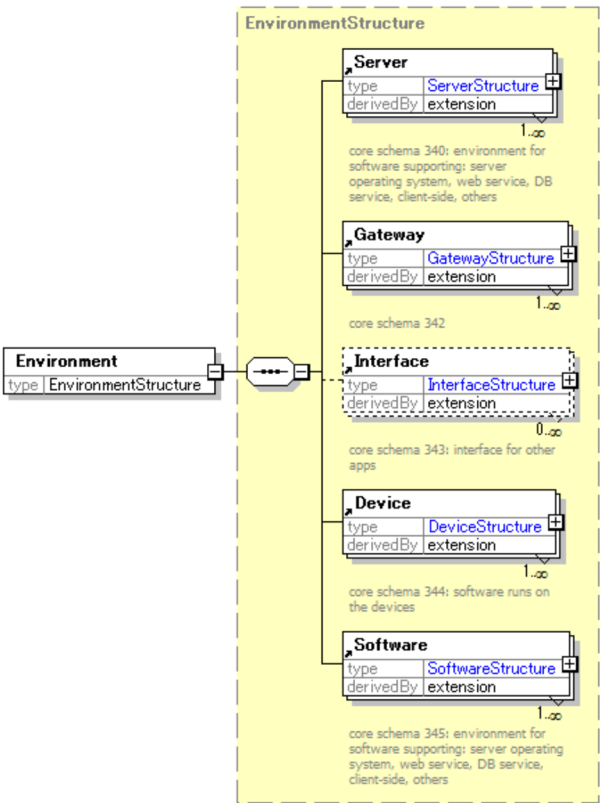 EnvironmentStructure
Server
type ServerStructure
derivedBy extension
1..∞
core schema 340: environment for
software supporting: server
operating system, web service, DB
service, client-side, others
Gateway
type GatewayStructure
derivedBy extension
1..∞
core schema 342
Environment
type EnvironmentStructure
Interface
type InterfaceStructure
derivedBy extension
0..∞
core schema 343: interface for other
apps
Device
type DeviceStructure
derivedBy extension
1..∞
core schema 344: software runs on
the devices
Software
type SoftwareStructure
derivedBy extension
1..∞
core schema 345: environment for
software supporting: server operating
system, web service, DB service,
client-side, others